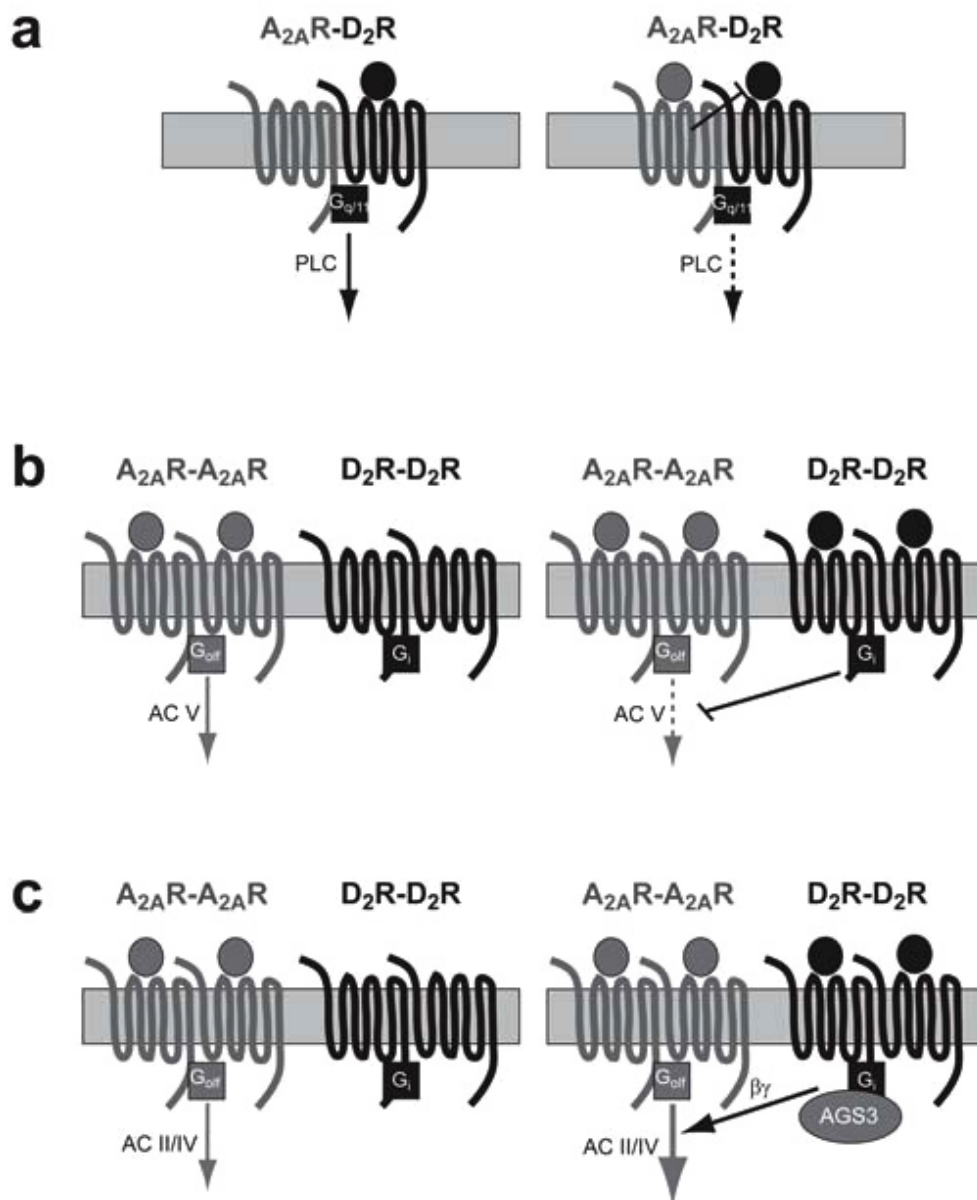 a
A2AR-D2R A2AR-D2R
Gq/11 Gq/11
PLC PLC
b
A2AR-A2AR D2R-D2R A2AR-A2AR D2R-D2R
Golf Gi Golf Gi
AC V AC V
c
A2AR-A2AR D2R-D2R A2AR-A2AR D2R-D2R
Golf Gi Golf βγ Gi
AGS3
AC II/IV AC II/IV